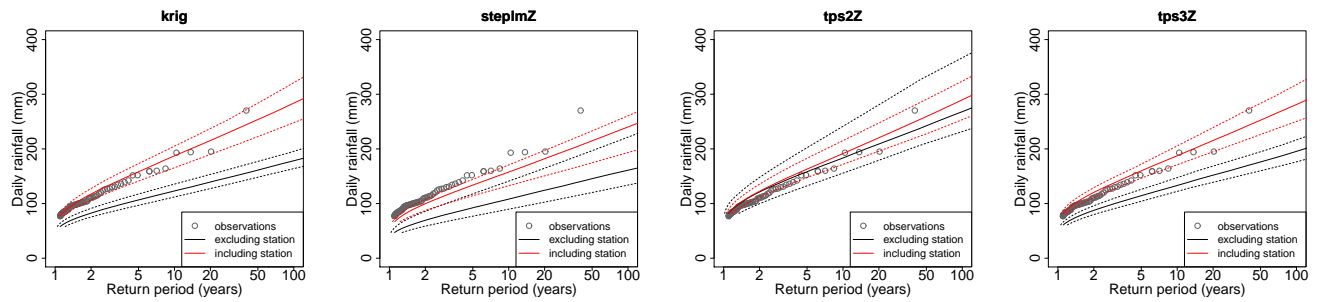 krig
Daily rainfall (mm)
400
300
200
100
0
1 2 5 10 20 50 100
Return period (years)
observations
excluding station
including station
steplmZ
Daily rainfall (mm)
400
300
200
100
0
1 2 5 10 20 50 100
Return period (years)
observations
excluding station
including station
tps2Z
Daily rainfall (mm)
400
300
200
100
0
1 2 5 10 20 50 100
Return period (years)
observations
excluding station
including station
tps3Z
Daily rainfall (mm)
400
300
200
100
0
1 2 5 10 20 50 100
Return period (years)
observations
excluding station
including station